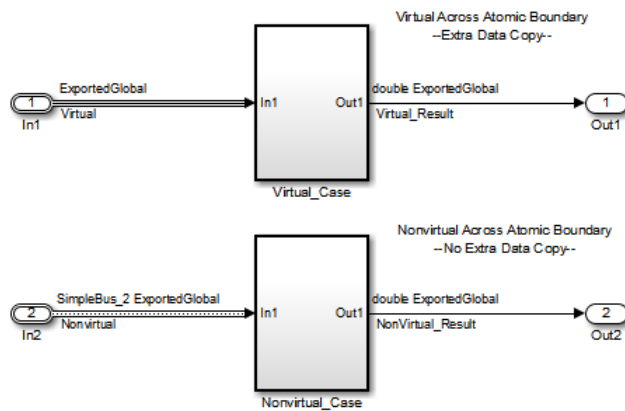 Virtual Across Atomic Boundary
--Extra Data Copy--
ExportedGlobal
double ExportedGlobal
1
In1
Out1
1
Virtual
Virtual_Result
In1
Out1
Virtual_Case
Nonvirtual Across Atomic Boundary
--No Extra Data Copy--
SimpleBus_2 ExportedGlobal
double ExportedGlobal
2
In1
Out1
2
Nonvirtual
NonVirtual_Result
In2
Out2
Nonvirtual_Case